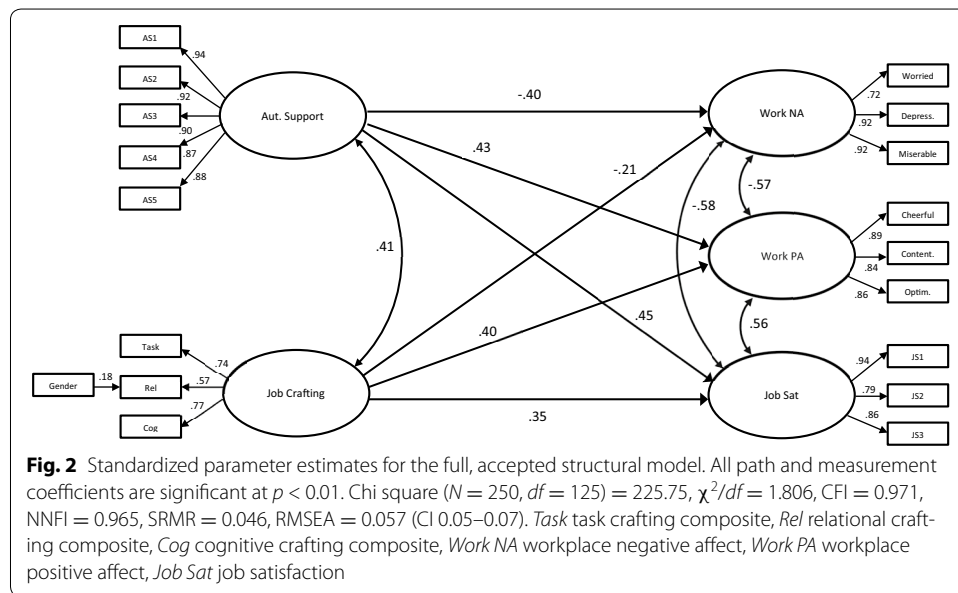 AS1
.94
AS2
.92
AS3
.90
AS4
.87
AS5
.88
Aut. Support
-.40
.43
-.21
.41
.45
.40
.35
Work NA
Worried
.72
Depress.
.92
Miserable
.92
-.57
-.58
Work PA
Cheerful
.89
Content.
.84
Optim.
.86
.56
Task
.74
Gender
.18
Rel
.57
Cog
.77
Job Crafting
Job Sat
JS1
.94
JS2
.79
JS3
.86
Fig. 2 Standardized parameter estimates for the full, accepted structural model. All path and measurement
coefficients are significant at p < 0.01. Chi square (N = 250, df = 125) = 225.75, χ²/df = 1.806, CFI = 0.971,
NNFI = 0.965, SRMR = 0.046, RMSEA = 0.057 (CI 0.05–0.07). Task task crafting composite, Rel relational craft-
ing composite, Cog cognitive crafting composite, Work NA workplace negative affect, Work PA workplace
positive affect, Job Sat job satisfaction